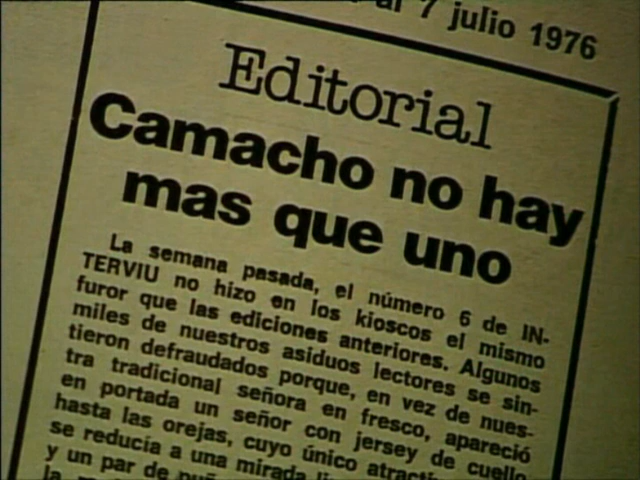 al 7 julio 1976
Editorial
Camacho no hay
mas que uno
La semana pasada, el número 6 de IN-
TERVIU no hizo en los kioscos el mismo
furor que las ediciones anteriores. Algunos
miles de nuestros asiduos lectores se sin-
tieron defraudados porque, en vez de nues-
tra tradicional señora en fresco, apareció
en portada un señor con jersey de cuello
hasta las orejas, cuyo único
se reducía a una mirada
y un par de